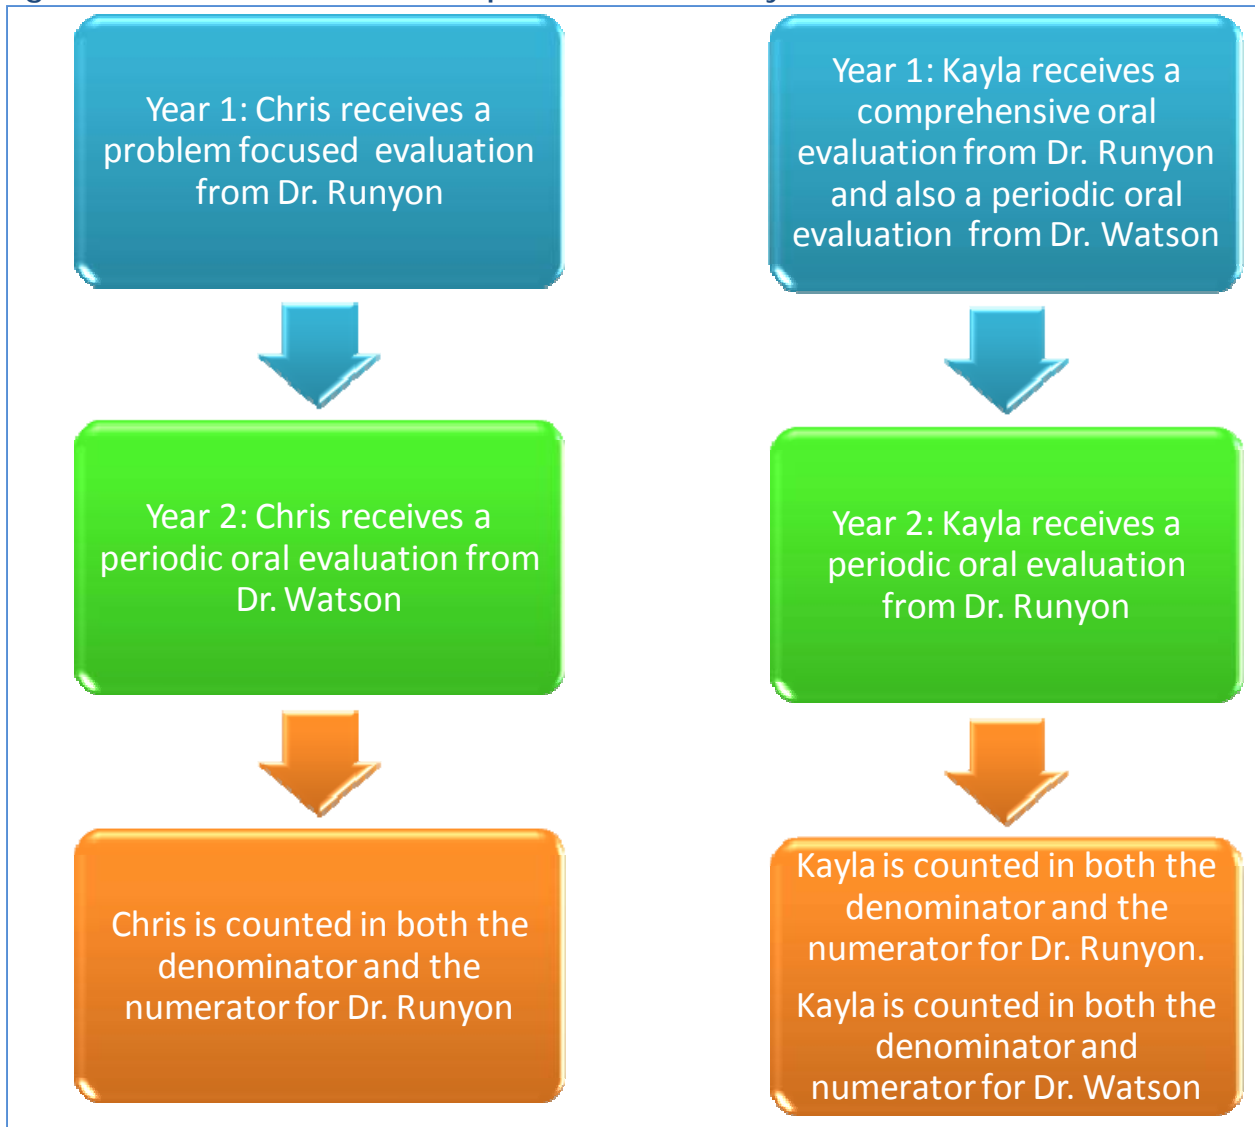 Year 1: Chris receives a
problem focused evaluation
from Dr. Runyon
Year 2: Chris receives a
periodic oral evaluation from
Dr. Watson
Chris is counted in both the
denominator and the
numerator for Dr. Runyon
Year 1: Kayla receives a
comprehensive oral
evaluation from Dr. Runyon
and also a periodic oral
evaluation from Dr. Watson
Year 2: Kayla receives a
periodic oral evaluation
from Dr. Runyon
Kayla is counted in both the
denominator and the
numerator for Dr. Runyon.
Kayla is counted in both the
denominator and
numerator for Dr. Watson